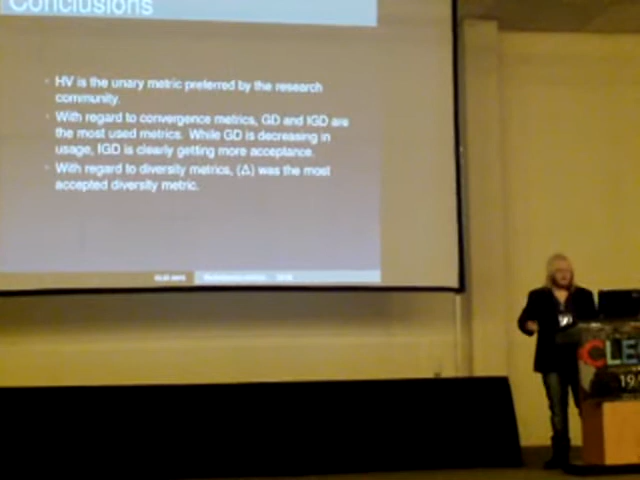 Conclusions
HV is the unary metric preferred by the research
community.
With regard to convergence metrics, GD and IGD are
the most used metrics. While GD is decreasing in
usage, IGD is clearly getting more acceptance.
With regard to diversity metrics, (Δ) was the most
accepted diversity metric.
CLE
19